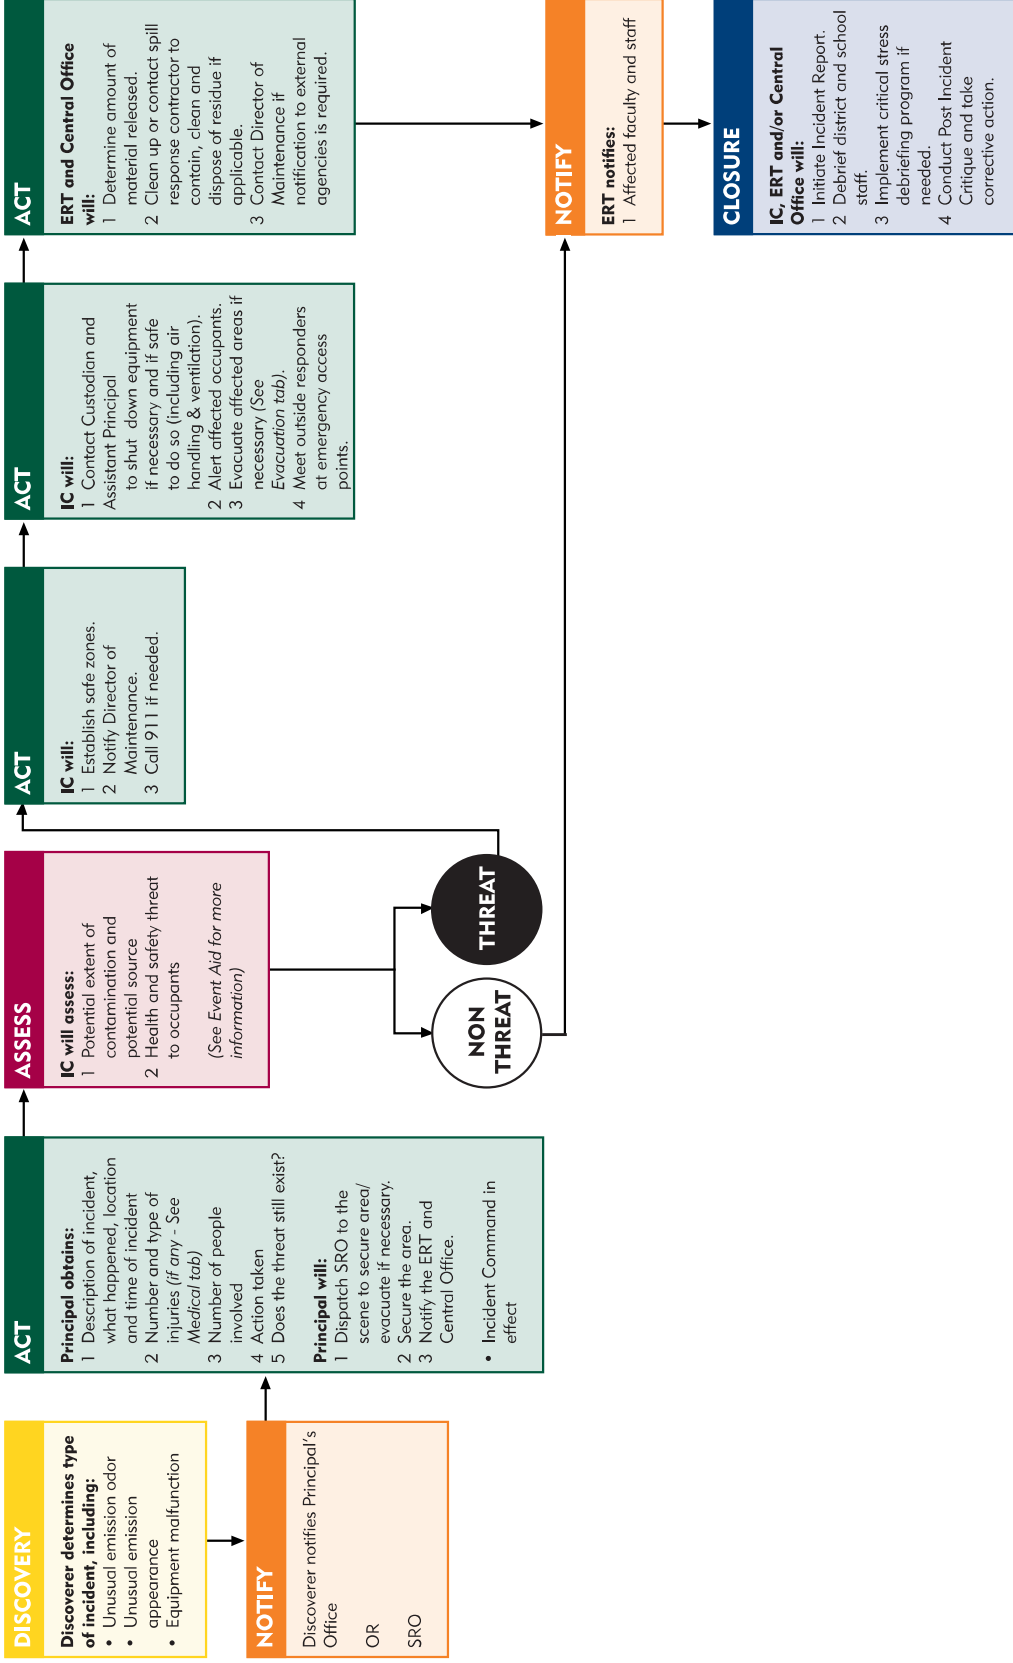 DISCOVERY
Discoverer determines type
of incident, including:
• Unusual emission odor
• Unusual emission
appearance
• Equipment malfunction
NOTIFY
Discoverer notifies Principal's
Office
OR
SRO
ACT
Principal obtains:
1 Description of incident,
what happened, location
and time of incident
2 Number and type of
injuries (if any - See
Medical tab)
3 Number of people
involved
4 Action taken
5 Does the threat still exist?
Principal will:
1 Dispatch SRO to the
scene to secure area/
evacuate if necessary.
2 Secure the area.
3 Notify the ERT and
Central Office.
• Incident Command in
effect
ASSESS
IC will assess:
1 Potential extent of
contamination and
potential source
2 Health and safety threat
to occupants
(See Event Aid for more
information)
NON
THREAT
THREAT
ACT
IC will:
1 Establish safe zones.
2 Notify Director of
Maintenance.
3 Call 911 if needed.
ACT
IC will:
1 Contact Custodian and
Assistant Principal
to shut down equipment
if necessary and if safe
to do so (including air
handling & ventilation).
2 Alert affected occupants.
3 Evacuate affected areas if
necessary (See
Evacuation tab).
4 Meet outside responders
at emergency access
points.
ACT
ERT and Central Office
will:
1 Determine amount of
material released.
2 Clean up or contact spill
response contractor to
contain, clean and
dispose of residue if
applicable.
3 Contact Director of
Maintenance if
notification to external
agencies is required.
NOTIFY
ERT notifies:
1 Affected faculty and staff
CLOSURE
IC, ERT and/or Central
Office will:
1 Initiate Incident Report.
2 Debrief district and school
staff.
3 Implement critical stress
debriefing program if
needed.
4 Conduct Post Incident
Critique and take
corrective action.